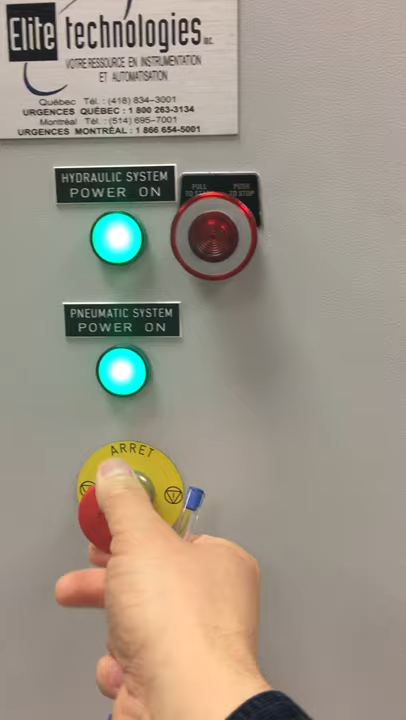 Elite technologies inc.
VOTRE RESSOURCE EN INSTRUMENTATION
ET AUTOMATISATION
Québec Tél. : (418) 834-3001
URGENCES QUÉBEC : 1 800 263-3134
Montréal Tél. : (514) 695-7001
URGENCES MONTRÉAL : 1 866 654-5001
HYDRAULIC SYSTEM
POWER ON
PULL PUSH
TO STOP
PNEUMATIC SYSTEM
POWER ON
ARRET